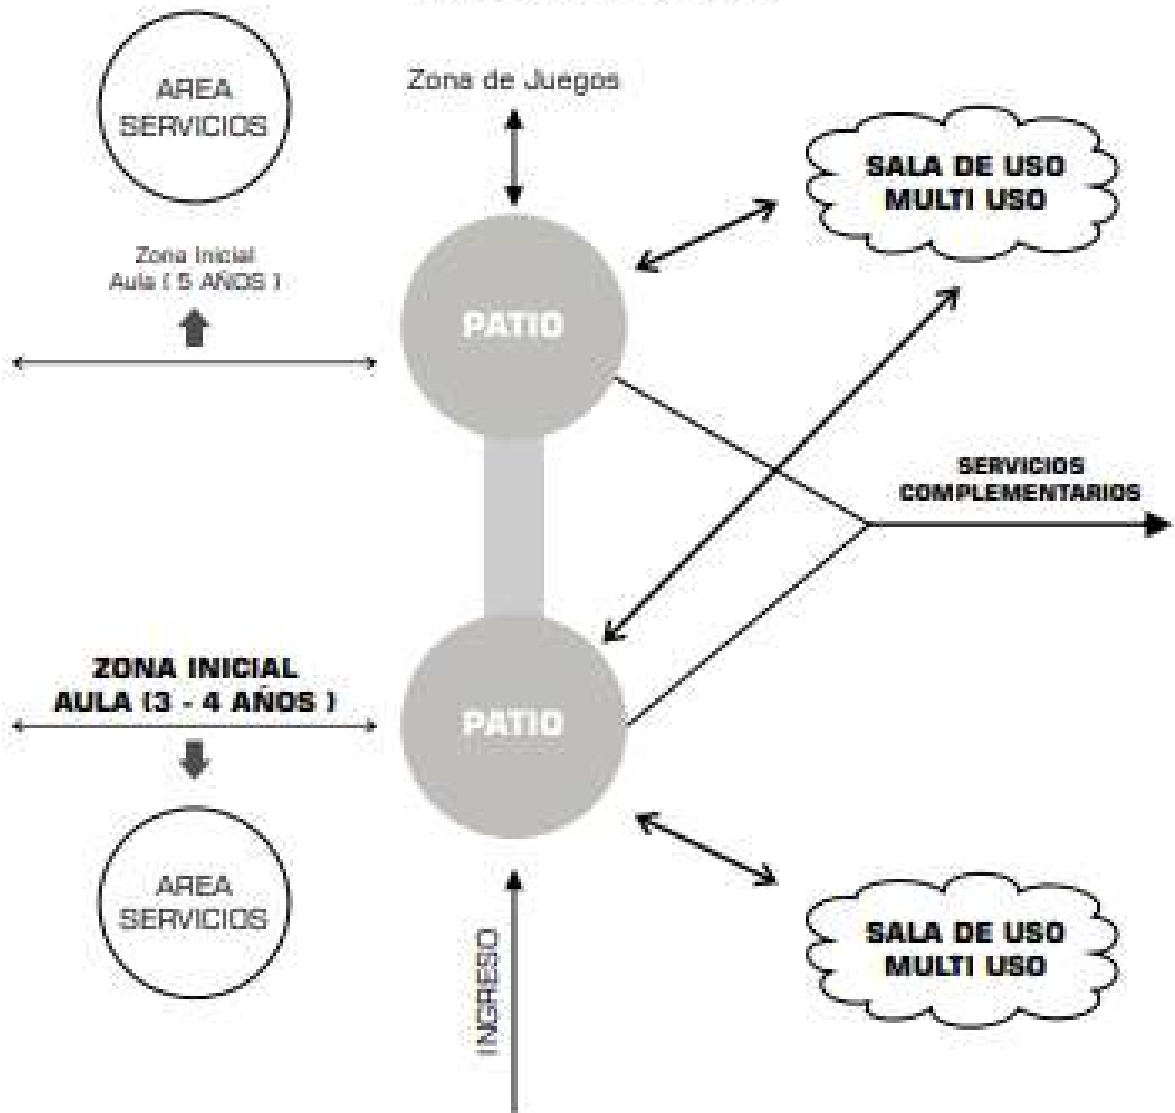 AREA
SERVICIOS
Zona de Juegos
SALA DE USO
MULTI USO
Zona Inicial
Aula ( 5 AÑOS )
PATIO
SERVICIOS
COMPLEMENTARIOS
ZONA INICIAL
AULA (3 - 4 AÑOS )
PATIO
AREA
SERVICIOS
INGRESO
SALA DE USO
MULTI USO